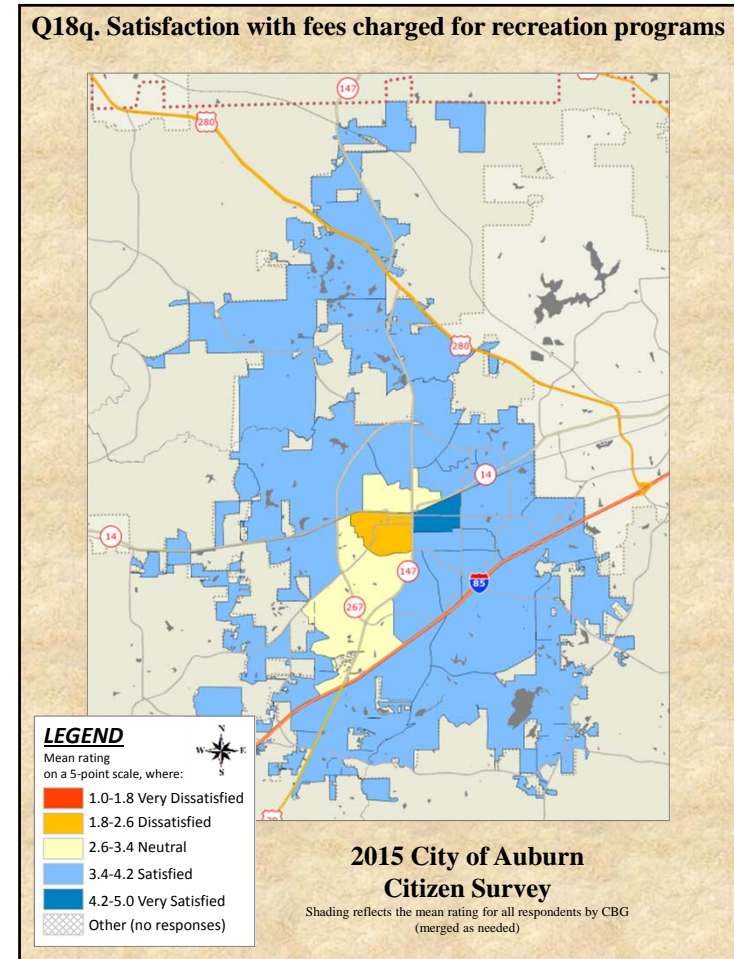 Q18q. Satisfaction with fees charged for recreation programs
147
280
280
14
14
147
85
267
LEGEND
Mean rating
on a 5-point scale, where:
N
W E
S
1.0-1.8 Very Dissatisfied
1.8-2.6 Dissatisfied
2.6-3.4 Neutral
3.4-4.2 Satisfied
4.2-5.0 Very Satisfied
Other (no responses)
2015 City of Auburn
Citizen Survey
Shading reflects the mean rating for all respondents by CBG
(merged as needed)